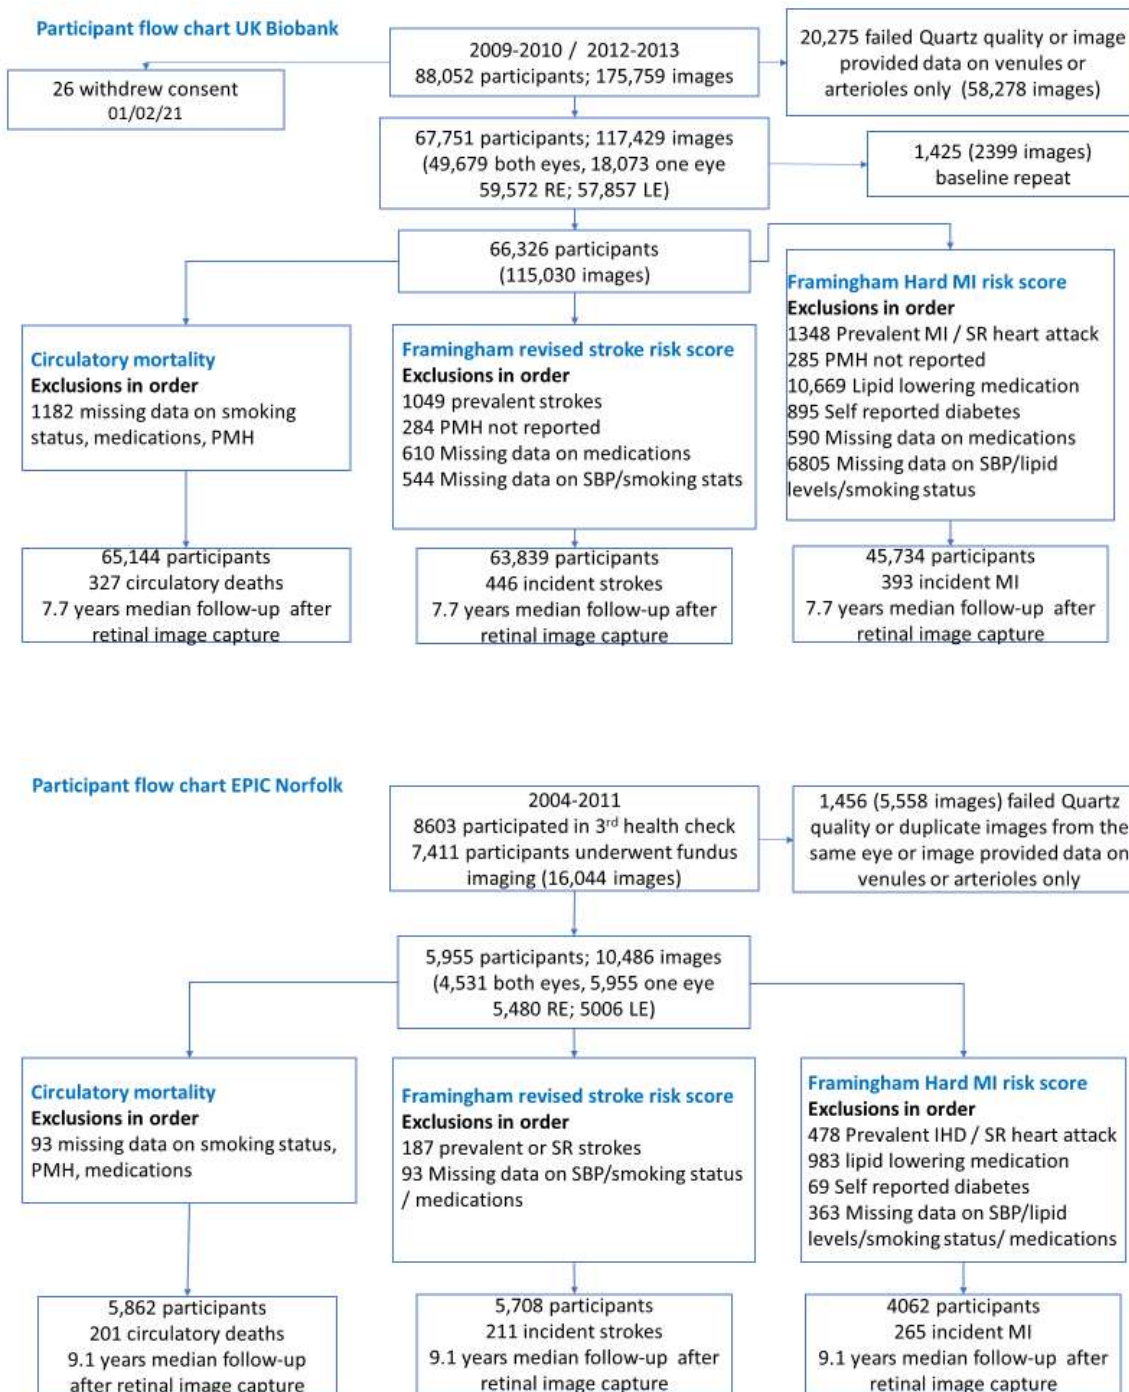 Participant flow chart UK Biobank
2009-2010 / 2012-2013
88,052 participants; 175,759 images
20,275 failed Quartz quality or image
provided data on venules or
arterioles only (58,278 images)
26 withdrew consent
01/02/21
67,751 participants; 117,429 images
(49,679 both eyes, 18,073 one eye
59,572 RE; 57,857 LE)
1,425 (2399 images)
baseline repeat
66,326 participants
(115,030 images)
Circulatory mortality
Exclusions in order
1182 missing data on smoking
status, medications, PMH
Framingham revised stroke risk score
Exclusions in order
1049 prevalent strokes
284 PMH not reported
610 Missing data on medications
544 Missing data on SBP/smoking stats
Framingham Hard MI risk score
Exclusions in order
1348 Prevalent MI / SR heart attack
285 PMH not reported
10,669 Lipid lowering medication
895 Self reported diabetes
590 Missing data on medications
6805 Missing data on SBP/lipid
levels/smoking status
65,144 participants
327 circulatory deaths
7.7 years median follow-up after
retinal image capture
63,839 participants
446 incident strokes
7.7 years median follow-up after
retinal image capture
45,734 participants
393 incident MI
7.7 years median follow-up after
retinal image capture
Participant flow chart EPIC Norfolk
2004-2011
8603 participated in 3rd health check
7,411 participants underwent fundus
imaging (16,044 images)
1,456 (5,558 images) failed Quartz
quality or duplicate images from the
same eye or image provided data on
venules or arterioles only
5,955 participants; 10,486 images
(4,531 both eyes, 5,955 one eye
5,480 RE; 5006 LE)
Circulatory mortality
Exclusions in order
93 missing data on smoking status,
PMH, medications
Framingham revised stroke risk score
Exclusions in order
187 prevalent or SR strokes
93 Missing data on SBP/smoking status
/ medications
Framingham Hard MI risk score
Exclusions in order
478 Prevalent IHD / SR heart attack
983 lipid lowering medication
69 Self reported diabetes
363 Missing data on SBP/lipid
levels/smoking status/ medications
5,862 participants
201 circulatory deaths
9.1 years median follow-up
after retinal image capture
5,708 participants
211 incident strokes
9.1 years median follow-up after
retinal image capture
4062 participants
265 incident MI
9.1 years median follow-up after
retinal image capture